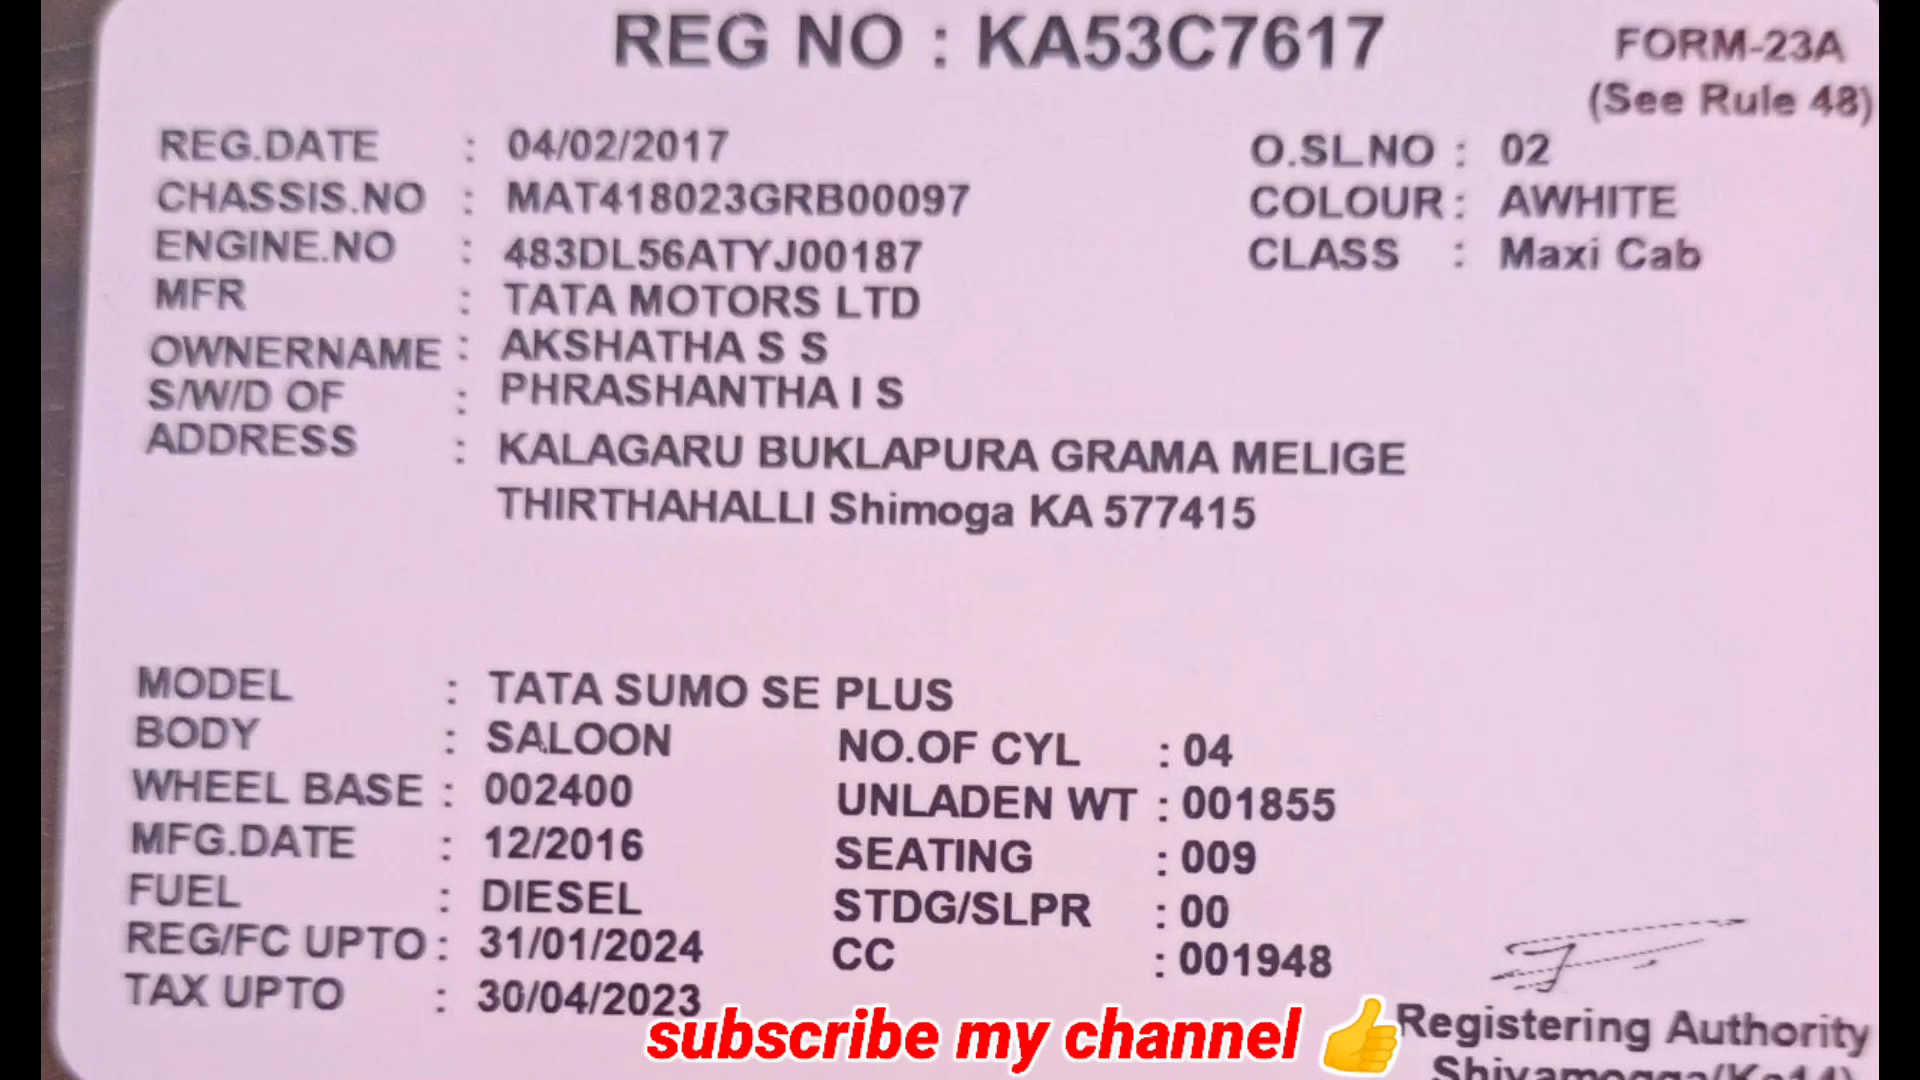 REG NO : KA53C7617
FORM-23A
(See Rule 48)
REG.DATE : 04/02/2017 O.SLNO : 02
CHASSIS.NO : MAT418023GRB00097 COLOUR : AWHITE
ENGINE.NO : 483DL56ATYJ00187 CLASS : Maxi Cab
MFR : TATA MOTORS LTD
OWNERNAME : AKSHATHA S S
S/W/D OF : PHRASHANTHA I S
ADDRESS : KALAGARU BUKLAPURA GRAMA MELIGE
THIRTHAHALLI Shimoga KA 577415
MODEL : TATA SUMO SE PLUS
BODY : SALOON NO.OF CYL : 04
WHEEL BASE : 002400 UNLADEN WT : 001855
MFG.DATE : 12/2016 SEATING : 009
FUEL : DIESEL STDG/SLPR : 00
REG/FC UPTO : 31/01/2024 CC : 001948
TAX UPTO : 30/04/2023
subscribe my channel 👍
Registering Authority
Shivamogga(Ka14)